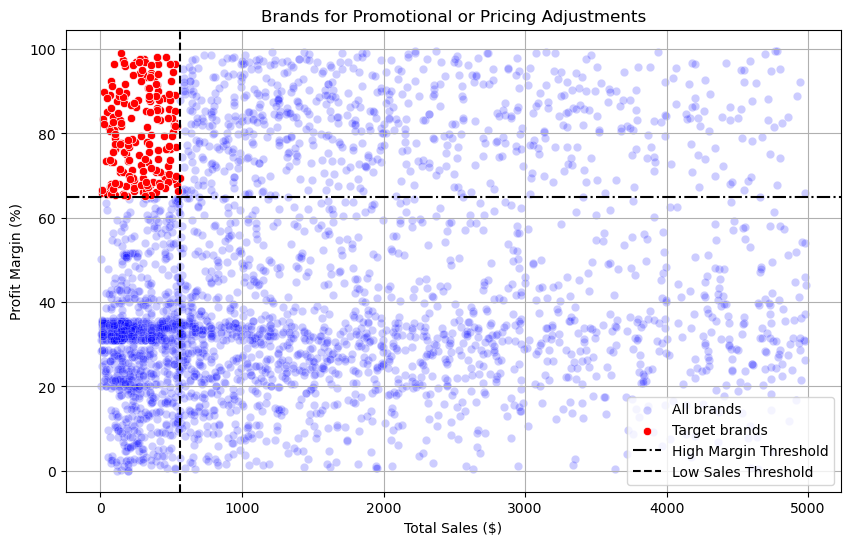 Brands for Promotional or Pricing Adjustments
Profit Margin (%)
100
80
60
40
20
0
All brands
Target brands
High Margin Threshold
Low Sales Threshold
0 1000 2000 3000 4000 5000
Total Sales ($)